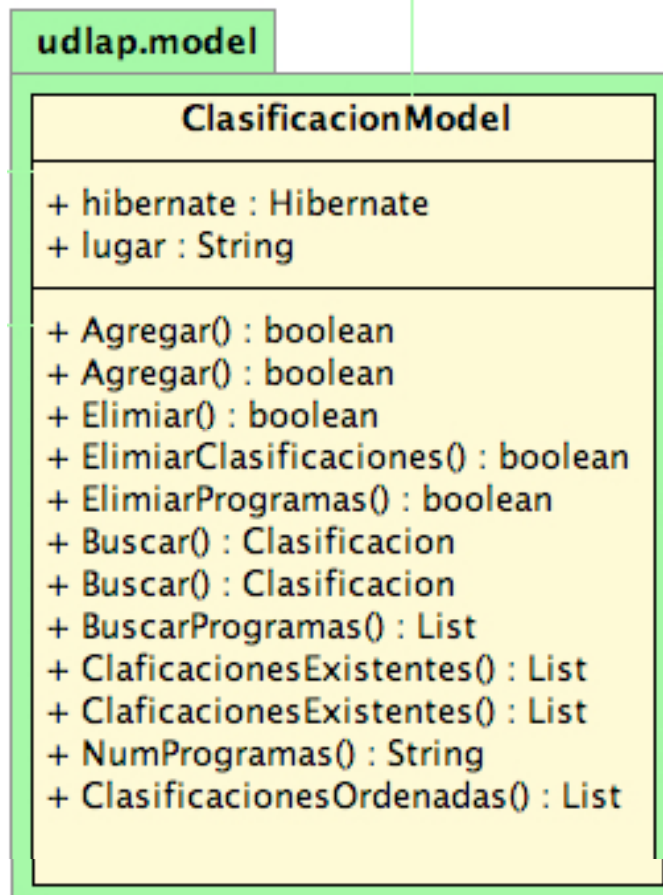 udlap.model
ClasificacionModel
+ hibernate : Hibernate
+ lugar : String
+ Agregar() : boolean
+ Agregar() : boolean
+ Elimiar() : boolean
+ ElimiarClasificaciones() : boolean
+ ElimiarProgramas() : boolean
+ Buscar() : Clasificacion
+ Buscar() : Clasificacion
+ BuscarProgramas() : List
+ ClaficacionesExistentes() : List
+ ClaficacionesExistentes() : List
+ NumProgramas() : String
+ ClasificacionesOrdenadas() : List